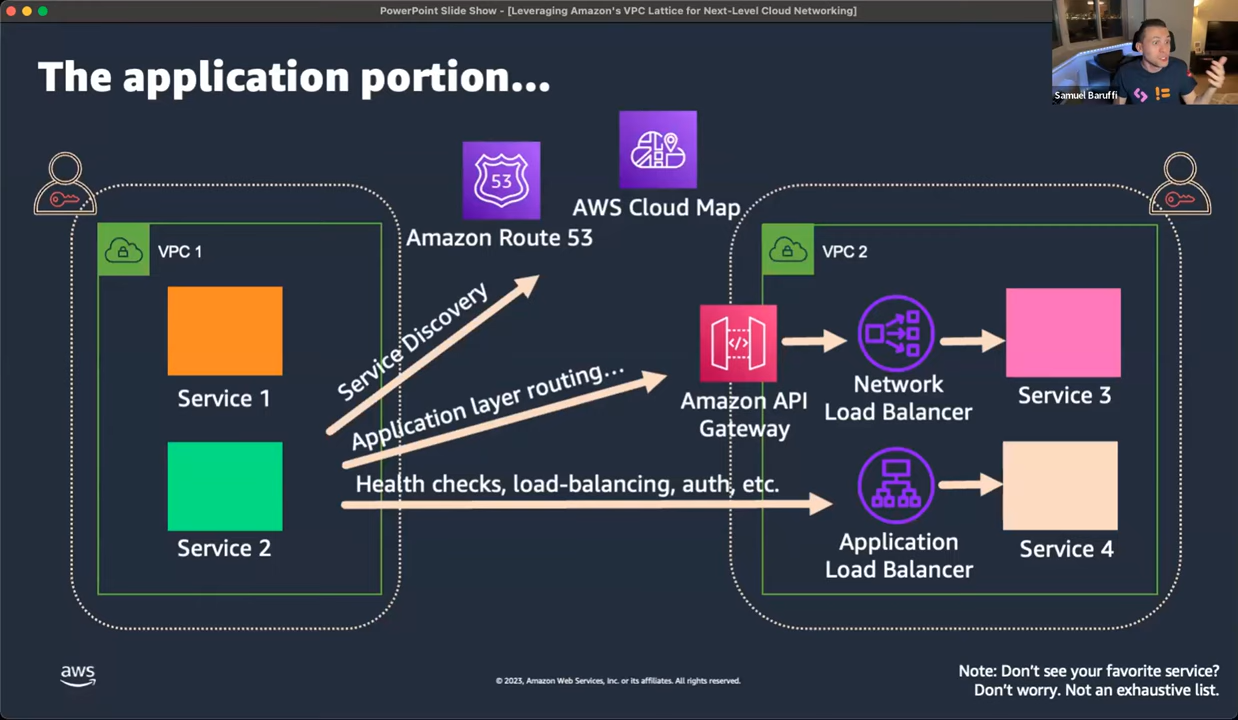 PowerPoint Slide Show - [Leveraging Amazon's VPC Lattice for Next-Level Cloud Networking]
Samuel Baruffi
The application portion...
53
AWS Cloud Map
Amazon Route 53
VPC 1
VPC 2
Service 1
Service 2
Service Discovery
Application layer routing...
Health checks, load-balancing, auth, etc.
</>
Amazon API
Gateway
Network
Load Balancer
Service 3
Application
Load Balancer
Service 4
aws
© 2023, Amazon Web Services, Inc. or its affiliates. All rights reserved.
Note: Don't see your favorite service?
Don't worry. Not an exhaustive list.